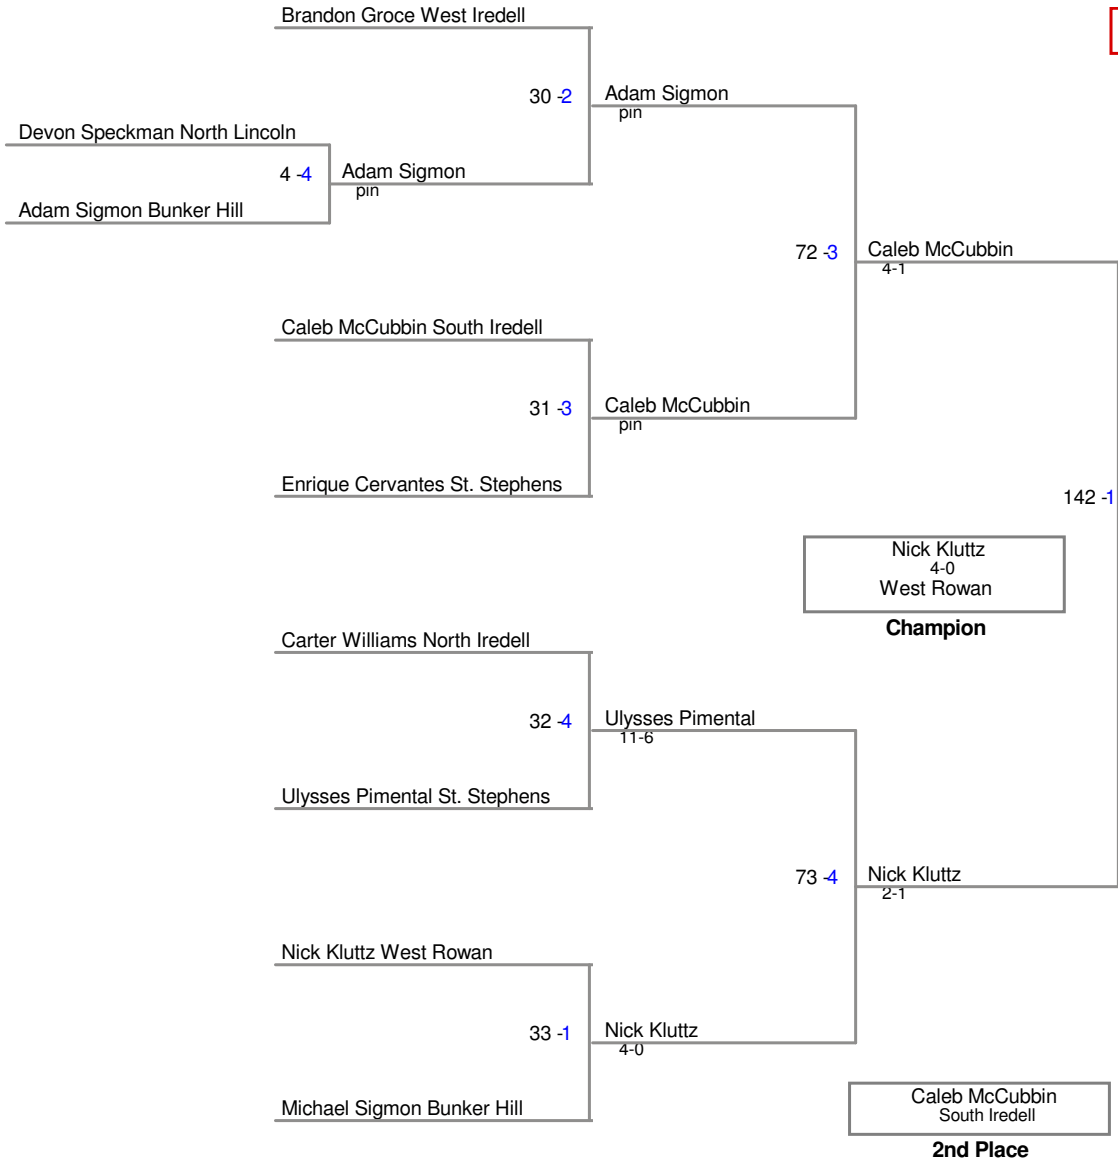 Brandon Groce West Iredell
30 -2
Adam Sigmon
pin
Devon Speckman North Lincoln
4 -4
Adam Sigmon
pin
Adam Sigmon Bunker Hill
72 -3
Caleb McCubbin
4-1
Caleb McCubbin South Iredell
31 -3
Caleb McCubbin
pin
Enrique Cervantes St. Stephens
142 -1
Nick Kluttz
4-0
West Rowan
Champion
Carter Williams North Iredell
32 -4
Ulysses Pimental
11-6
Ulysses Pimental St. Stephens
73 -4
Nick Kluttz
2-1
Nick Kluttz West Rowan
33 -1
Nick Kluttz
4-0
Michael Sigmon Bunker Hill
Caleb McCubbin
South Iredell
2nd Place